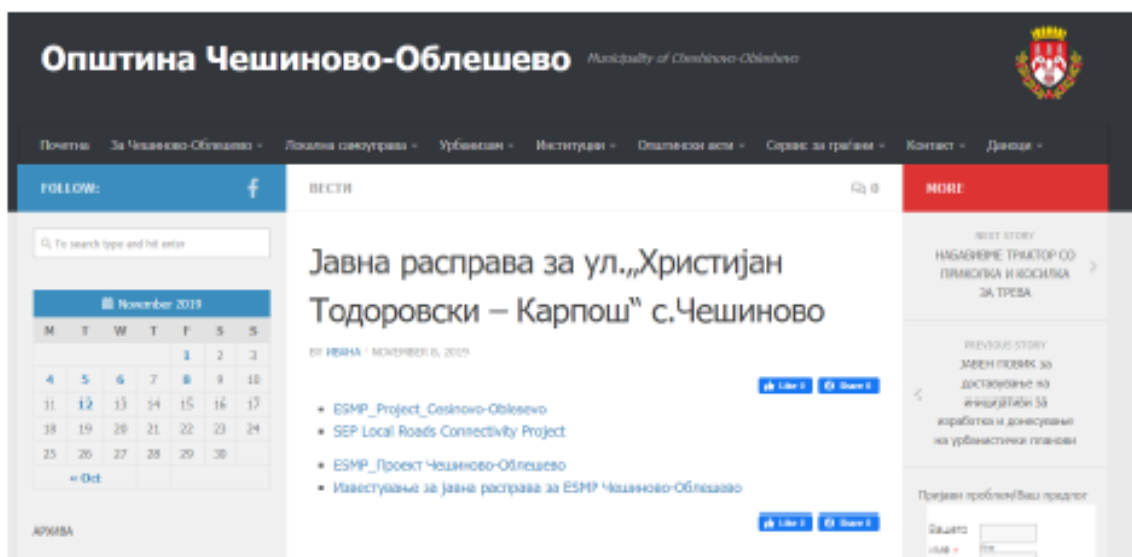 Општина Чешиново-Облешево Municipality of Cheshinovo-Obleshevo
Почетна За Чешиново-Облешево Локална самоуправа Урбанизам Институции Општински акти Сервис за граѓани Контакт Даноци
FOLLOW:
ВЕСТИ
0
MORE
To search type and hit enter
November 2019
M T W T F S S
1 2 3
4 5 6 7 8 9 10
11 12 13 14 15 16 17
18 19 20 21 22 23 24
25 26 27 28 29 30
« Oct
АРХИВА
Јавна расправа за ул.„Христијан
Тодоровски – Карпош“ с.Чешиново
BY ИВАНА · NOVEMBER 8, 2019
Like 0 Share 0
• ESMP_Project_Cesinovo-Oblesevo
• SEP Local Roads Connectivity Project
• ESMP_Проект Чешиново-Облешево
• Известување за јавна расправа за ESMP Чешиново-Облешево
Like 0 Share 0
NEXT STORY
НАБАВИВМЕ ТРАКТОР СО
ПРИКОЛКА И КОСИЛКА
ЗА ТРЕВА
PREVIOUS STORY
ЈАВЕН ПОВИК за
доставување на
иницијативи за
изработка и донесување
на урбанистички планови
Пријави проблем/Ваш предлог
Вашето
име *